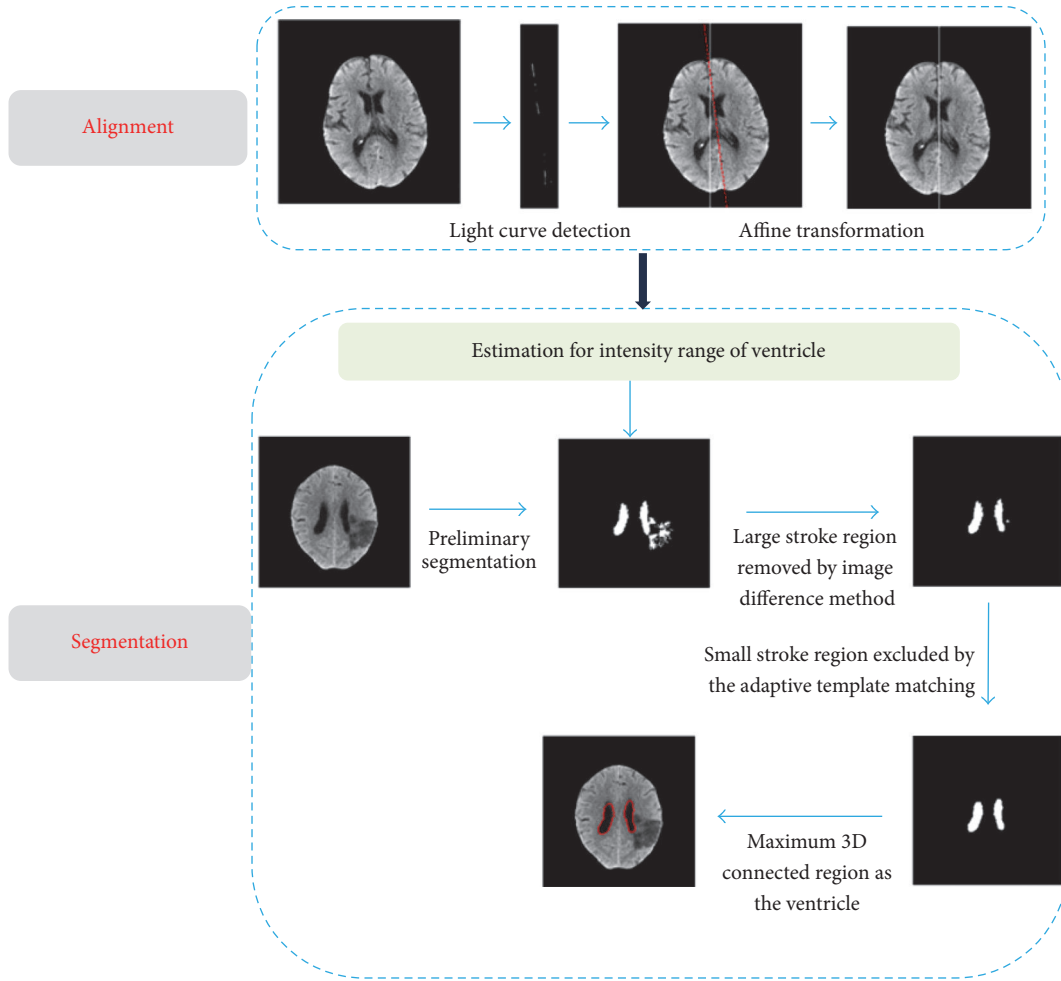 Alignment
Light curve detection
Affine transformation
Estimation for intensity range of ventricle
Preliminary
segmentation
Large stroke region
removed by image
difference method
Segmentation
Small stroke region excluded by
the adaptive template matching
Maximum 3D
connected region as
the ventricle